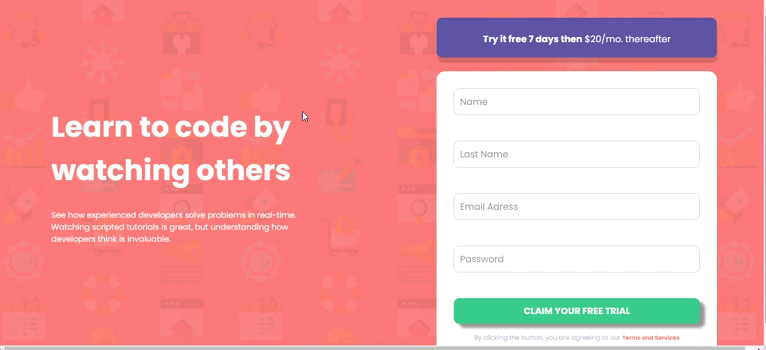 Try it free 7 days then $20/mo. thereafter
Learn to code by
watching others
See how experienced developers solve problems in real-time.
Watching scripted tutorials is great, but understanding how
developers think is invaluable.
Name
Last Name
Email Adress
Password
CLAIM YOUR FREE TRIAL
By clicking the button, you are agreeing to our Terms and Services